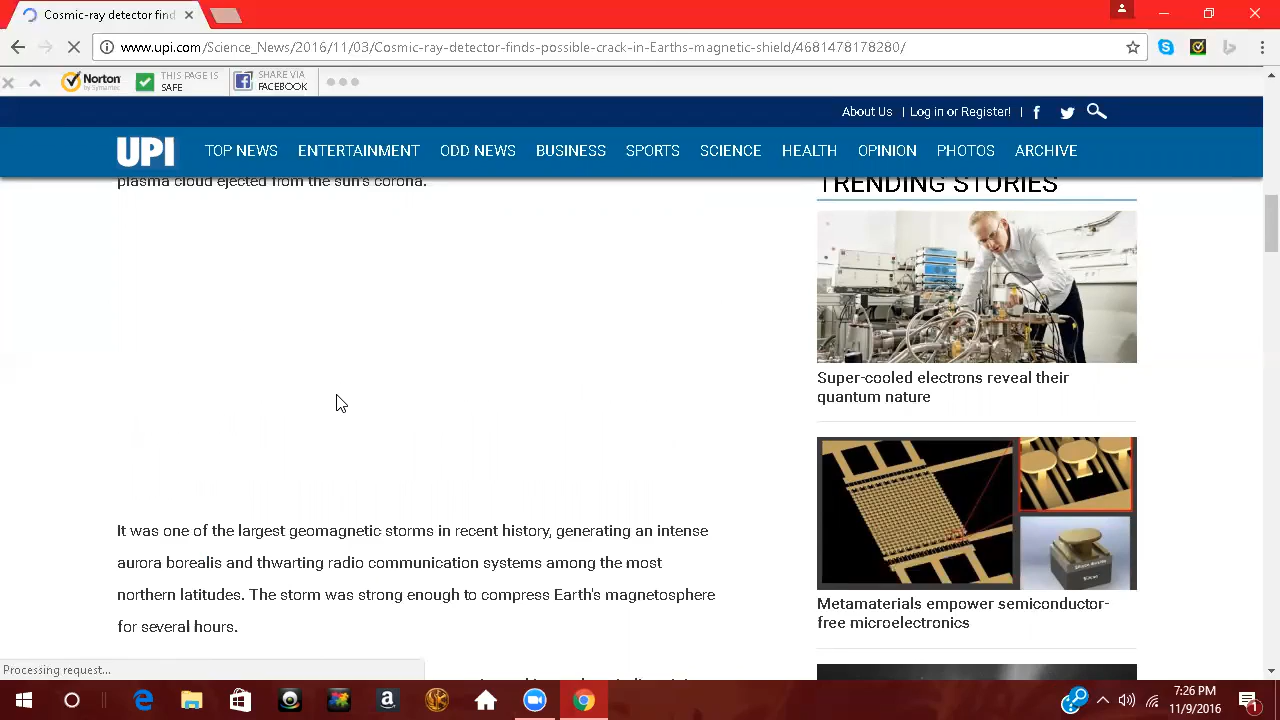 Cosmic-ray detector find
www.upi.com/Science_News/2016/11/03/Cosmic-ray-detector-finds-possible-crack-in-Earths-magnetic-shield/4681478178280/
Norton
by Symantec
THIS PAGE IS
SAFE
SHARE VIA
FACEBOOK
About Us | Log in or Register! |
UPI
TOP NEWS ENTERTAINMENT ODD NEWS BUSINESS SPORTS SCIENCE HEALTH OPINION PHOTOS ARCHIVE
plasma cloud ejected from the sun's corona.
It was one of the largest geomagnetic storms in recent history, generating an intense
aurora borealis and thwarting radio communication systems among the most
northern latitudes. The storm was strong enough to compress Earth's magnetosphere
for several hours.
TRENDING STORIES
Super-cooled electrons reveal their
quantum nature
Metamaterials empower semiconductor-
free microelectronics
Processing request...
7:26 PM
11/9/2016
1